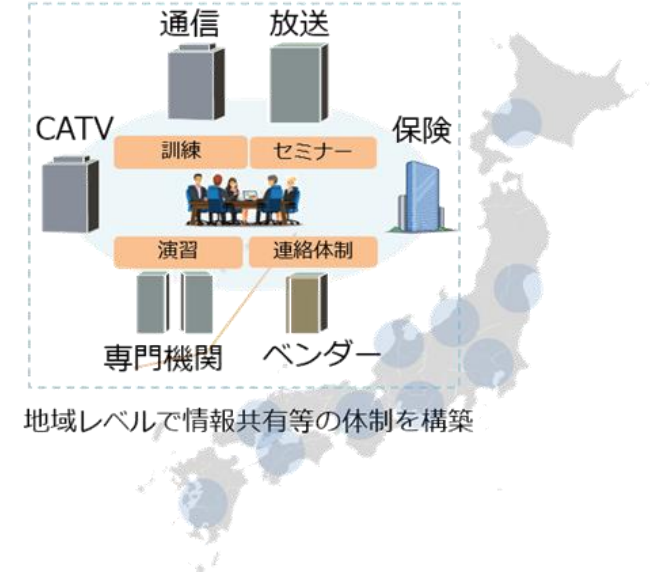 通信
放送
CATV
保険
訓練
セミナー
演習
連絡体制
専門機関
ベンダー
地域レベルで情報共有等の体制を構築